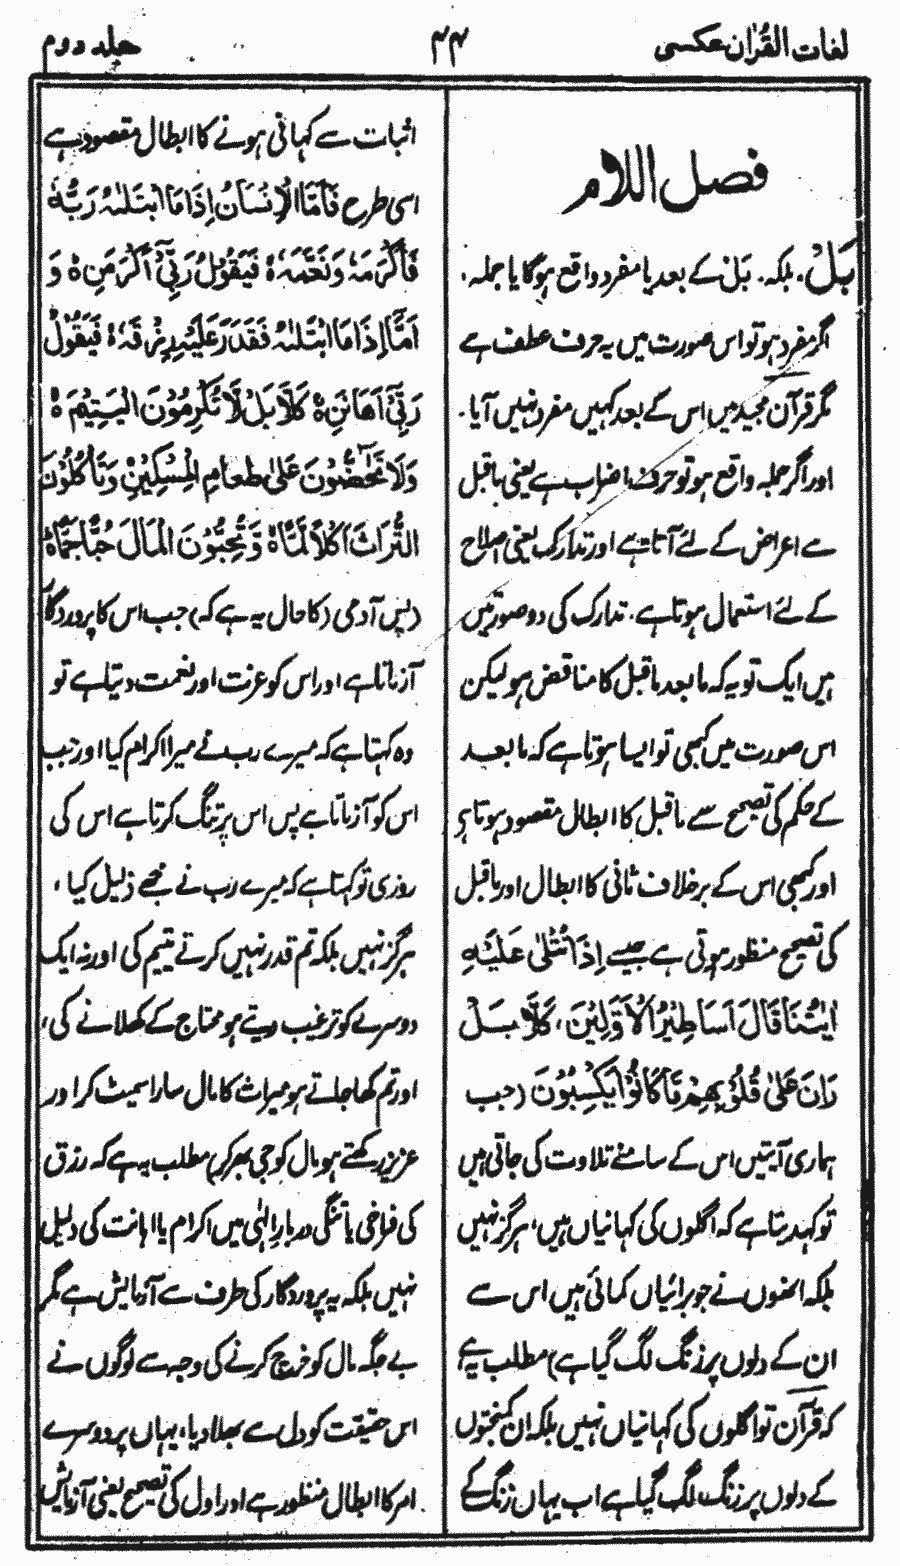 لغات القرآن عکسی
۴۴
جلد دوم
فصل اللام
بَلْ. بلکہ. بَلْ کے بعد یا مفرد واقع ہوگا یا جملہ.
اگر مفرد ہو تو اس صورت میں یہ حرف عطف ہے
مگر قرآن مجید میں اس کے بعد کہیں مفرد نہیں آیا.
اور اگر جملہ واقع ہو تو حرف اضراب ہے یعنی ماقبل
سے اعراض کے لئے آتا ہے اور تدارک یعنی اصلاح
کے لئے استعمال ہوتا ہے. تدارک کی دو صورتیں
ہیں ایک تو یہ کہ مابعد ماقبل کا مناقض ہو لیکن
اس صورت میں کبھی تو ایسا ہوتا ہے کہ مابعد
کے حکم کی تصحیح سے ماقبل کا ابطال مقصود ہوتا ہے
اور کبھی اس کے برخلاف ثانی کا ابطال اور ماقبل
کی تصحیح منظور ہوتی ہے جیسے اِذَا تُتْلٰى عَلَيْهِ
اٰيٰتُنَا قَالَ اَسَاطِيْرُ الْاَوَّلِيْنَ، كَلَّا بَلْ
رَانَ عَلٰى قُلُوْبِهِمْ مَّا كَانُوْا يَكْسِبُوْنَ (جب
ہماری آیتیں اس کے سامنے تلاوت کی جاتی ہیں
تو کہدیتا ہے کہ اگلوں کی کہانیاں ہیں، ہرگز نہیں
بلکہ انھوں نے جو برائیاں کمائی ہیں اس سے
ان کے دلوں پر زنگ لگ گیا ہے) مطلب یہ ہے
کہ قرآن تو اگلوں کی کہانیاں نہیں بلکہ ان کمبختوں
کے دلوں پر زنگ لگ گیا ہے اب یہاں زنگ کے
اثبات سے کہانی ہونے کا ابطال مقصود ہے
اسی طرح فَاَمَّا الْاِنْسَانُ اِذَا مَا ابْتَلٰىهُ رَبُّهٗ
فَاَكْرَمَهٗ وَنَعَّمَهٗ ۙ فَيَقُوْلُ رَبِّيْٓ اَكْرَمَنِ ۭ وَ
اَمَّآ اِذَا مَا ابْتَلٰىهُ فَقَدَرَ عَلَيْهِ رِزْقَهٗ ۙ فَيَقُوْلُ
رَبِّيْٓ اَهَانَنِ ۚ كَلَّا بَلْ لَّا تُكْرِمُوْنَ الْيَتِيْمَ ۙ
وَلَا تَحٰٓضُّوْنَ عَلٰى طَعَامِ الْمِسْكِيْنِ ۙ وَتَاْكُلُوْنَ
التُّرَاثَ اَكْلًا لَّمًّا ۙ وَّتُحِبُّوْنَ الْمَالَ حُبًّا جَمًّا ۭ
(پس آدمی (کا حال یہ ہے کہ) جب اس کا پروردگار
آزماتا ہے اور اس کو عزت اور نعمت دیتا ہے تو
وہ کہتا ہے کہ میرے رب نے میرا اکرام کیا اور جب
اس کو آزماتا ہے پس اس پر تنگ کرتا ہے اس کی
روزی تو کہتا ہے کہ میرے رب نے مجھے ذلیل کیا،
ہرگز نہیں بلکہ تم قدر نہیں کرتے یتیم کی اور نہ ایک
دوسرے کو ترغیب دیتے ہو محتاج کے کھلانے کی،
اور تم کھا جاتے ہو میراث کا مال سارا سمیٹ کر اور
عزیز رکھتے ہو مال کو جی بھر کر) مطلب یہ ہے کہ رزق
کی فراخی یا تنگی دربارِ الٰہی میں اکرام یا اہانت کی دلیل
نہیں بلکہ یہ پروردگار کی طرف سے آزمایش ہے مگر
بے جگہ مال کو خرچ کرنے کی وجہ سے لوگوں نے
اس حقیقت کو دل سے بھلا دیا، یہاں پر دوسرے
امر کا ابطال منظور ہے اور اول کی تصحیح یعنی آزمایش